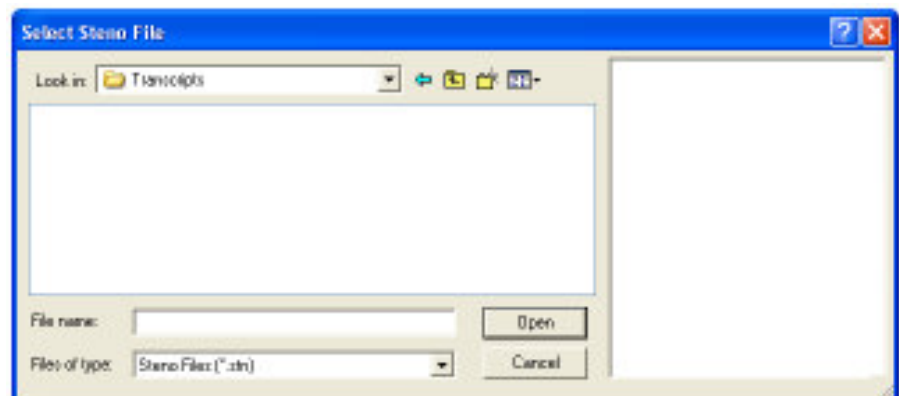 Select Steno File
Look in: Transcripts
File name:
Open
Files of type: Steno Files (*.stn)
Cancel